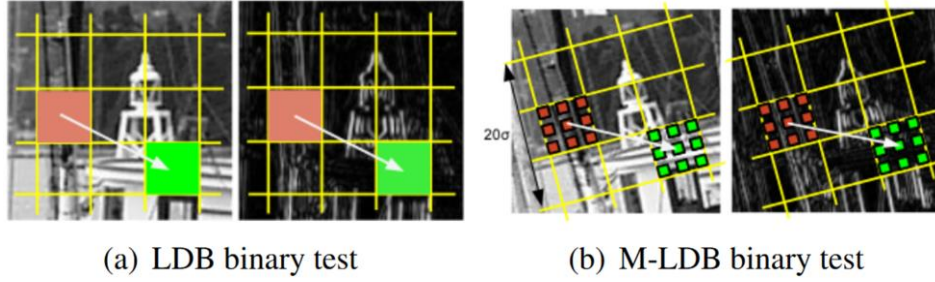 20σ
(a) LDB binary test
(b) M-LDB binary test